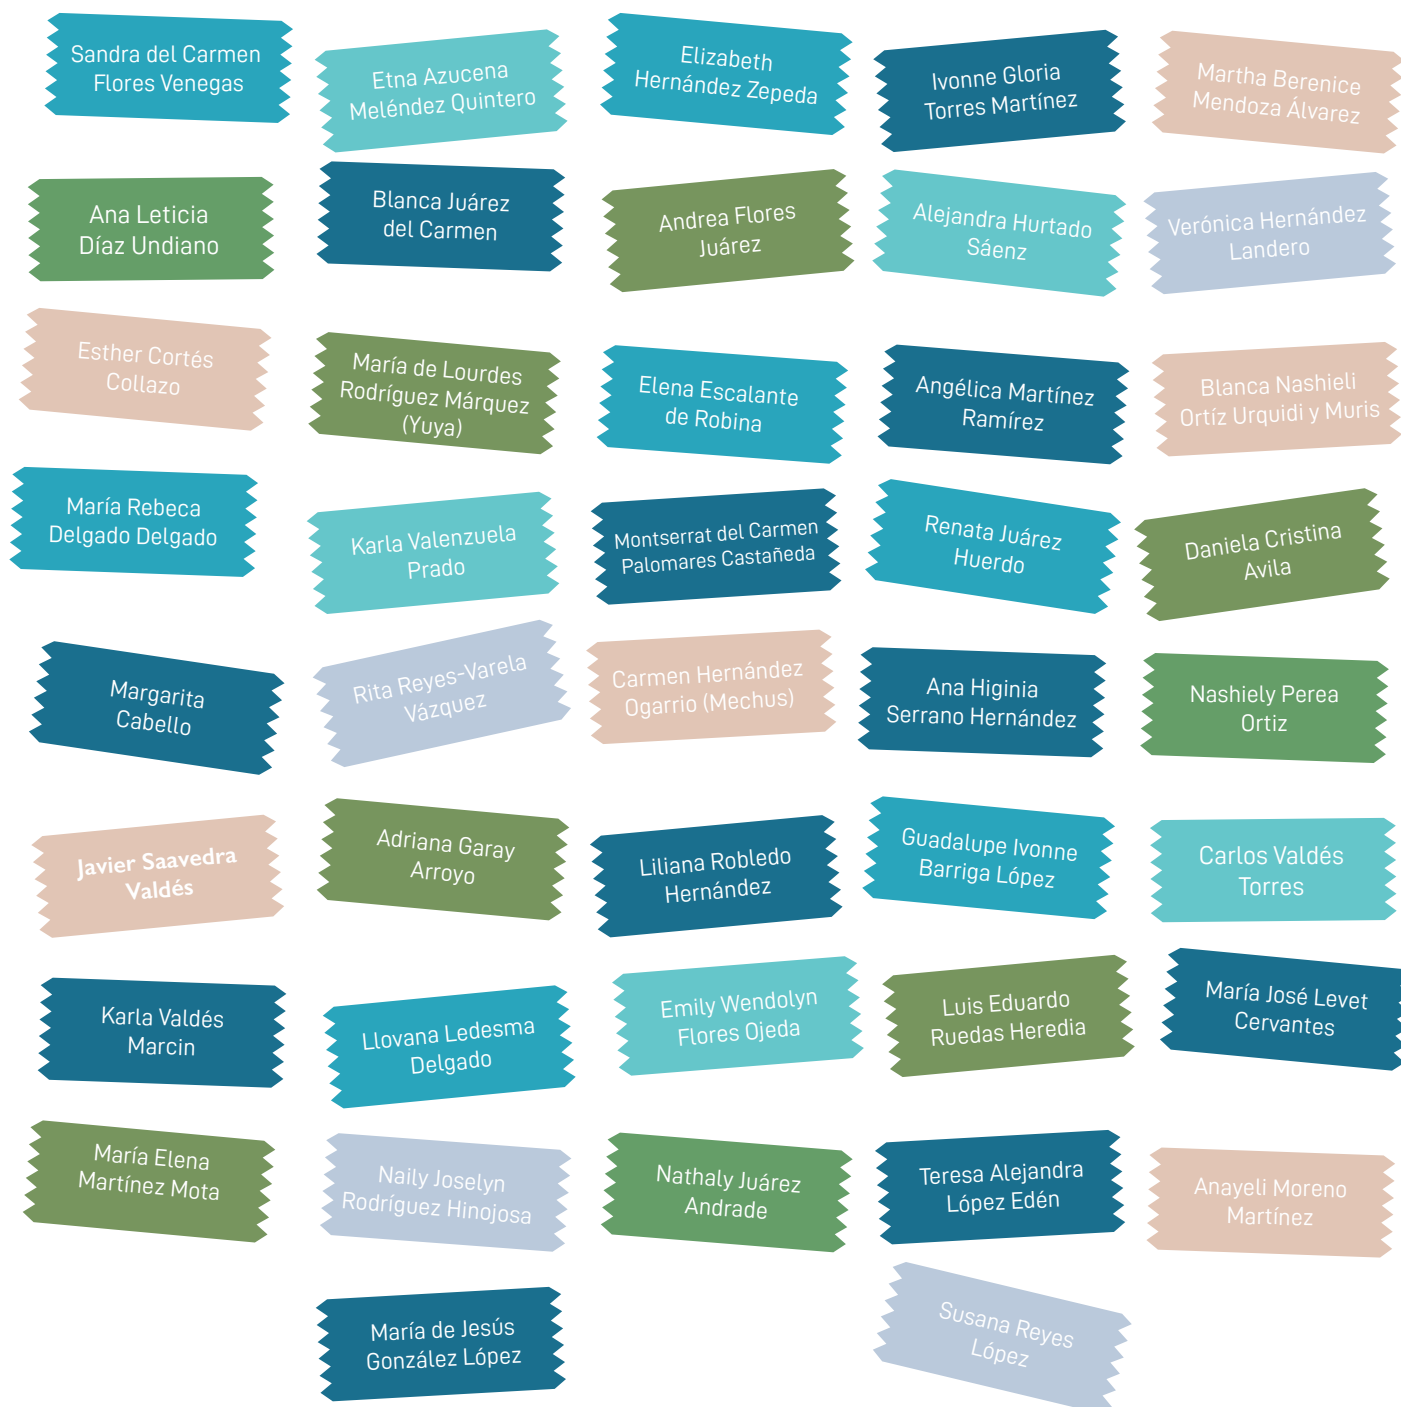 Sandra del Carmen
Flores Venegas
Etna Azucena
Meléndez Quintero
Elizabeth
Hernández Zepeda
Ivonne Gloria
Torres Martínez
Martha Berenice
Mendoza Álvarez
Ana Leticia
Díaz Undiano
Blanca Juárez
del Carmen
Andrea Flores
Juárez
Alejandra Hurtado
Sáenz
Verónica Hernández
Landero
Esther Cortés
Collazo
María de Lourdes
Rodríguez Márquez
(Yuya)
Elena Escalante
de Robina
Angélica Martínez
Ramírez
Blanca Nashieli
Ortíz Urquidi y Muris
María Rebeca
Delgado Delgado
Karla Valenzuela
Prado
Montserrat del Carmen
Palomares Castañeda
Renata Juárez
Huerdo
Daniela Cristina
Avila
Margarita
Cabello
Rita Reyes-Varela
Vázquez
Carmen Hernández
Ogarrio (Mechus)
Ana Higinia
Serrano Hernández
Nashiely Perea
Ortiz
Javier Saavedra
Valdés
Adriana Garay
Arroyo
Liliana Robledo
Hernández
Guadalupe Ivonne
Barriga López
Carlos Valdés
Torres
Karla Valdés
Marcin
Llovana Ledesma
Delgado
Emily Wendolyn
Flores Ojeda
Luis Eduardo
Ruedas Heredia
María José Levet
Cervantes
María Elena
Martínez Mota
Naily Joselyn
Rodríguez Hinojosa
Nathaly Juárez
Andrade
Teresa Alejandra
López Edén
Anayeli Moreno
Martínez
María de Jesús
González López
Susana Reyes
López